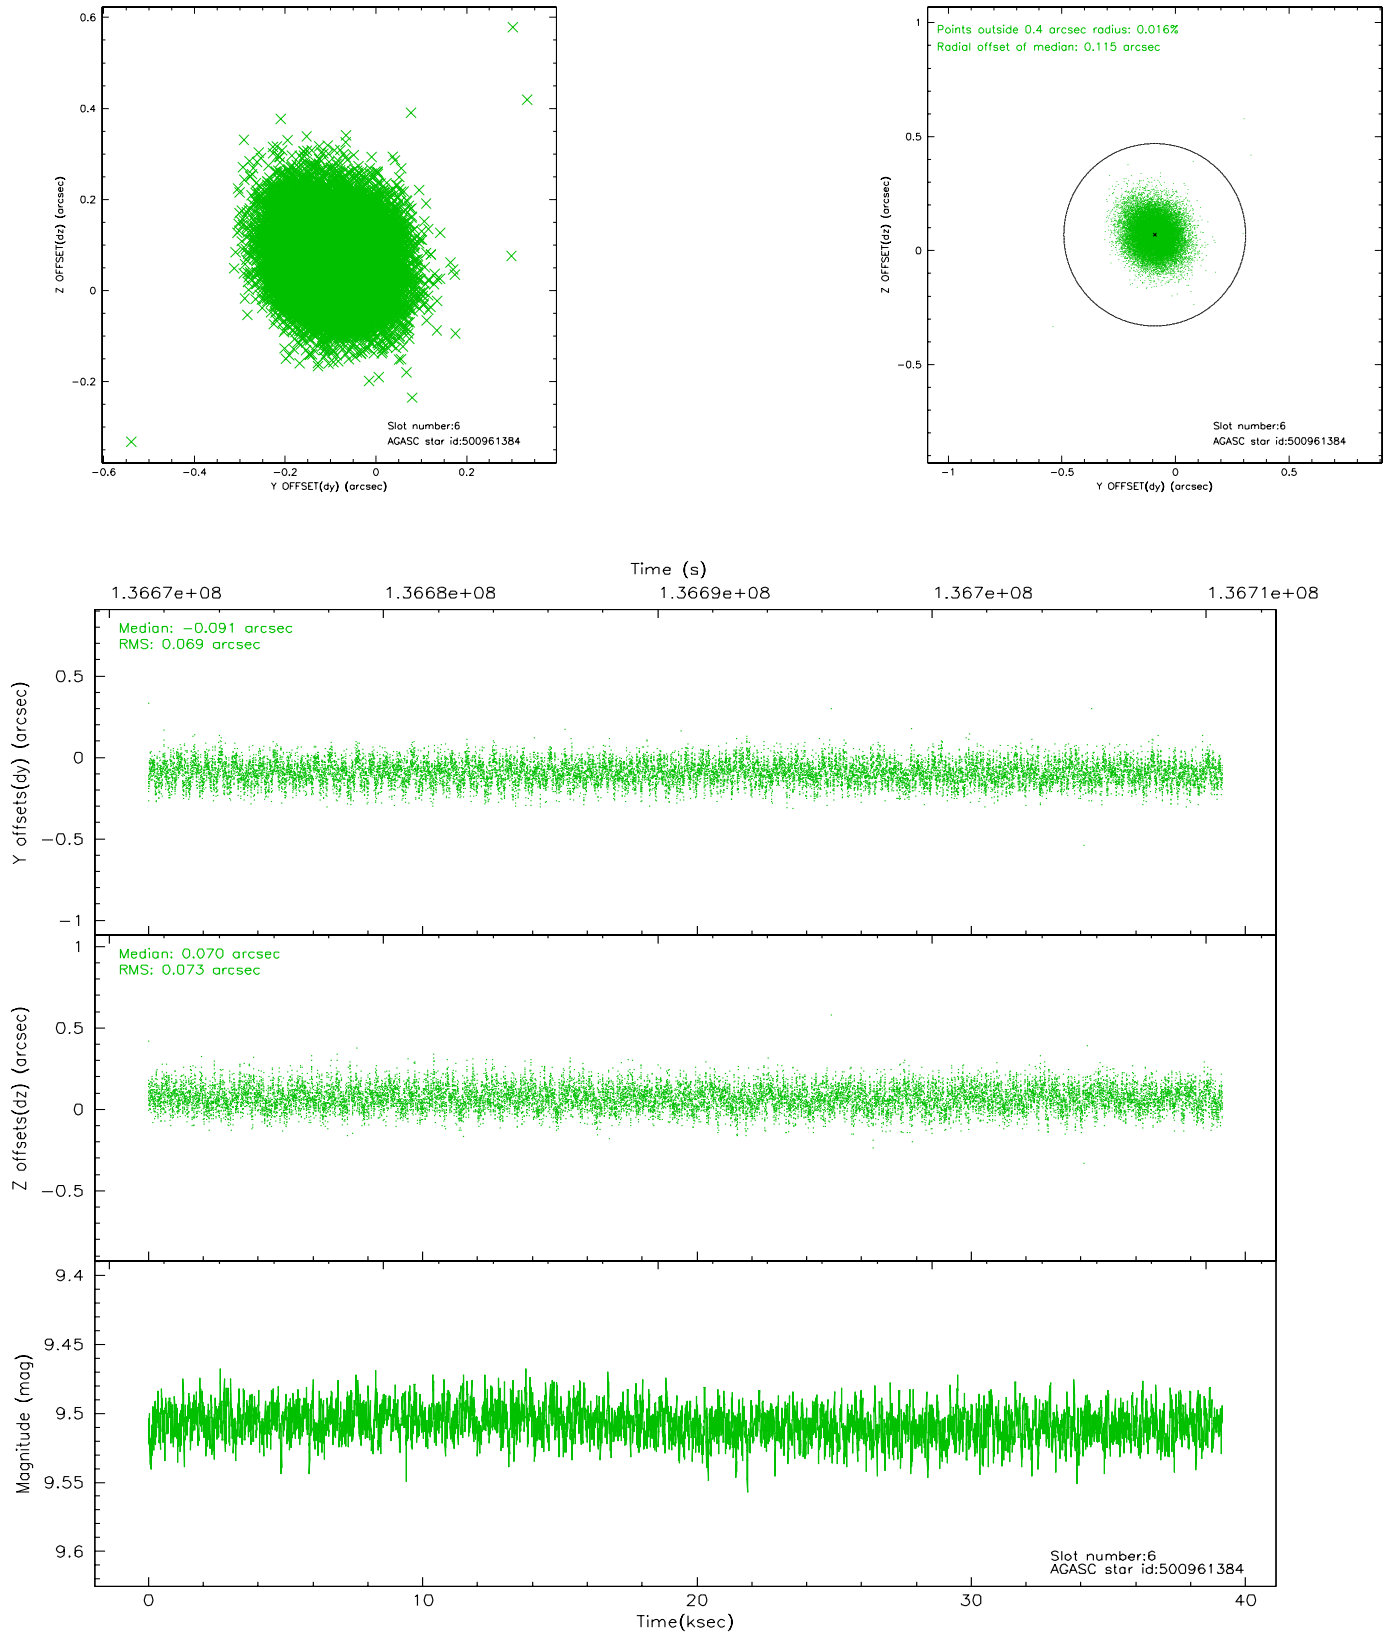 0.6
0.4
0.2
0
−0.2
Z OFFSET(dz) (arcsec)
Slot number:6
AGASC star id:500961384
−0.6 −0.4 −0.2 0 0.2
Y OFFSET(dy) (arcsec)
Points outside 0.4 arcsec radius: 0.016%
Radial offset of median: 0.115 arcsec
1
0.5
0
−0.5
Z OFFSET(dz) (arcsec)
Slot number:6
AGASC star id:500961384
−1 −0.5 0 0.5
Y OFFSET(dy) (arcsec)
Time (s)
1.3667e+08 1.3668e+08 1.3669e+08 1.367e+08 1.3671e+08
Median: −0.091 arcsec
RMS: 0.069 arcsec
0.5
0
−0.5
−1
Y offsets(dy) (arcsec)
Median: 0.070 arcsec
RMS: 0.073 arcsec
1
0.5
0
−0.5
Z offsets(dz) (arcsec)
9.4
9.45
9.5
9.55
9.6
Magnitude (mag)
Slot number:6
AGASC star id:500961384
0 10 20 30 40
Time(ksec)